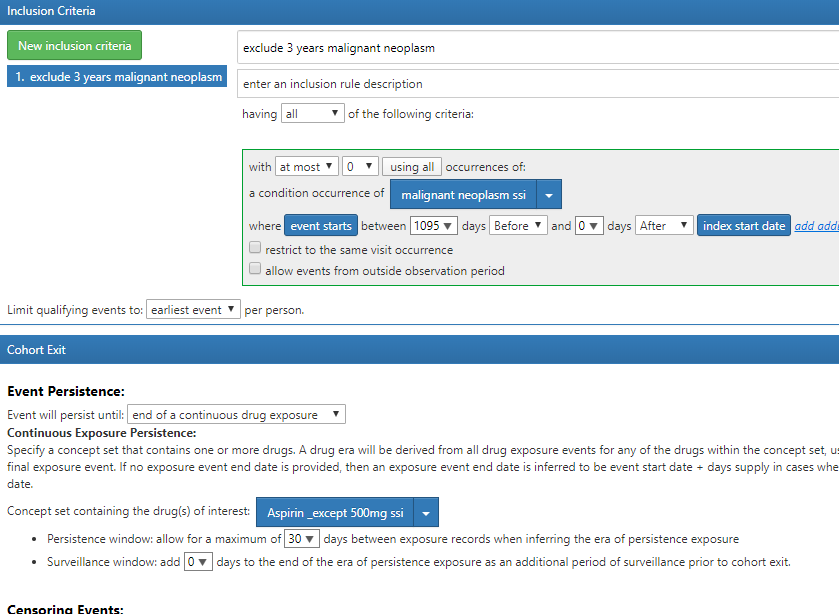 Inclusion Criteria
New inclusion criteria
exclude 3 years malignant neoplasm
1. exclude 3 years malignant neoplasm
enter an inclusion rule description
having all of the following criteria:
with at most 0 using all occurrences of:
a condition occurrence of malignant neoplasm ssi
where event starts between 1095 days Before and 0 days After index start date add
restrict to the same visit occurrence
allow events from outside observation period
Limit qualifying events to: earliest event per person.
Cohort Exit
Event Persistence:
Event will persist until: end of a continuous drug exposure
Continuous Exposure Persistence:
Specify a concept set that contains one or more drugs. A drug era will be derived from all drug exposure events for any of the drugs within the concept set,
final exposure event. If no exposure event end date is provided, then an exposure event end date is inferred to be event start date + days supply in cases
date.
Concept set containing the drug(s) of interest: Aspirin _except 500mg ssi
• Persistence window: allow for a maximum of 30 days between exposure records when inferring the era of persistence exposure
• Surveillance window: add 0 days to the end of the era of persistence exposure as an additional period of surveillance prior to cohort exit.
Censoring Events: